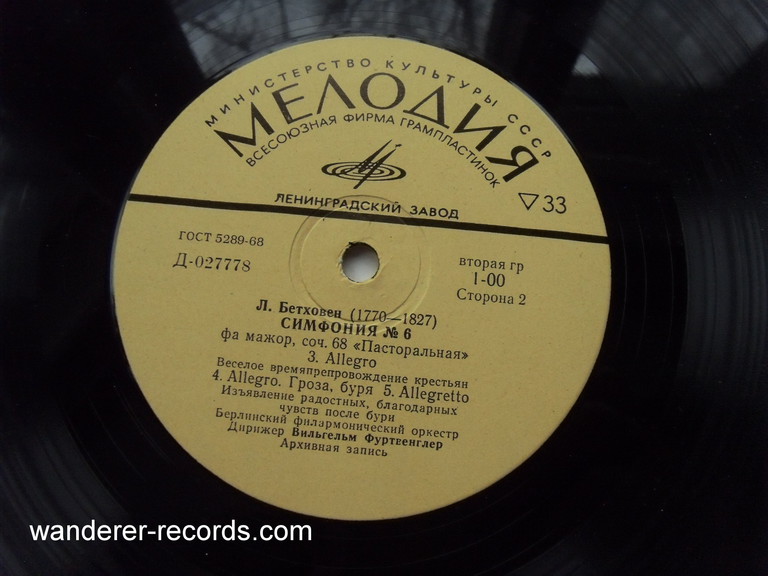 МИНИСТЕРСТВО КУЛЬТУРЫ СССР
МЕЛОДИЯ
ВСЕСОЮЗНАЯ ФИРМА ГРАМПЛАСТИНОК
ЛЕНИНГРАДСКИЙ ЗАВОД
▽33
ГОСТ 5289-68
Д-027778
вторая гр
1-00
Сторона 2
Л. Бетховен (1770—1827)
СИМФОНИЯ № 6
фа мажор, соч. 68 «Пасторальная»
3. Allegro
Веселое времяпрепровождение крестьян
4. Allegro. Гроза, буря 5. Allegretto
Изъявление радостных, благодарных
чувств после бури
Берлинский филармонический оркестр
Дирижер Вильгельм Фуртвенглер
Архивная запись
wanderer-records.com